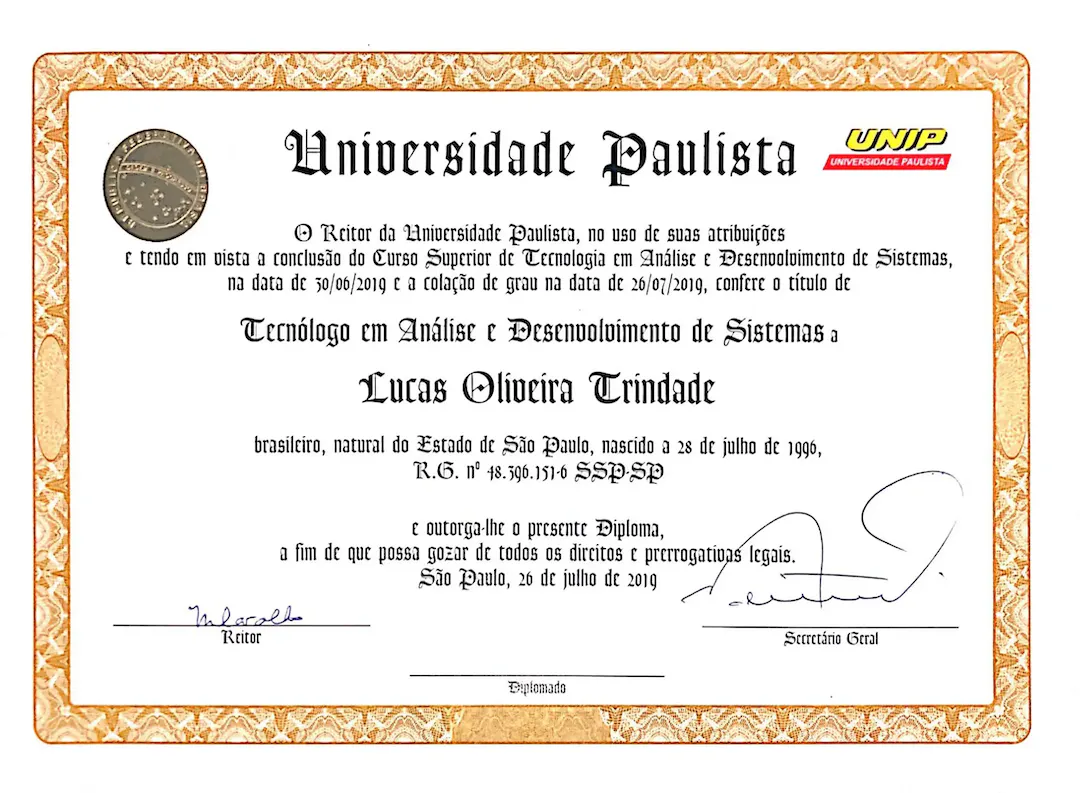 REPÚBLICA FEDERATIVA DO BRASIL
Universidade Paulista
UNIP
UNIVERSIDADE PAULISTA
O Reitor da Universidade Paulista, no uso de suas atribuições
e tendo em vista a conclusão do Curso Superior de Tecnologia em Análise e Desenvolvimento de Sistemas,
na data de 30/06/2019 e a colação de grau na data de 26/07/2019, confere o título de
Tecnólogo em Análise e Desenvolvimento de Sistemas a
Lucas Oliveira Trindade
brasileiro, natural do Estado de São Paulo, nascido a 28 de julho de 1996,
R.G. nº 48.396.151-6 SSP-SP
e outorga-lhe o presente Diploma,
a fim de que possa gozar de todos os direitos e prerrogativas legais.
São Paulo, 26 de julho de 2019
Reitor
Secretário Geral
Diplomado